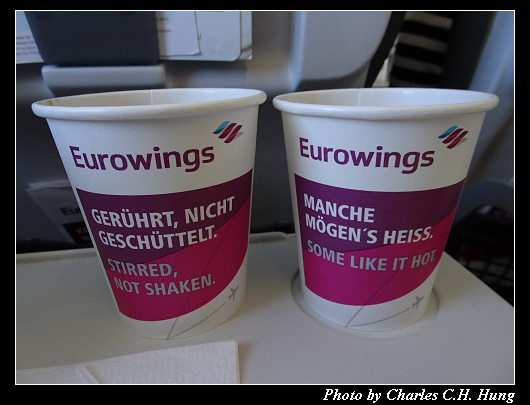 Eurowings
GERÜHRT, NICHT
GESCHÜTTELT.
STIRRED,
NOT SHAKEN.
Eurowings
MANCHE
MÖGEN´S HEISS.
SOME LIKE IT HOT.
Photo by Charles C.H. Hung